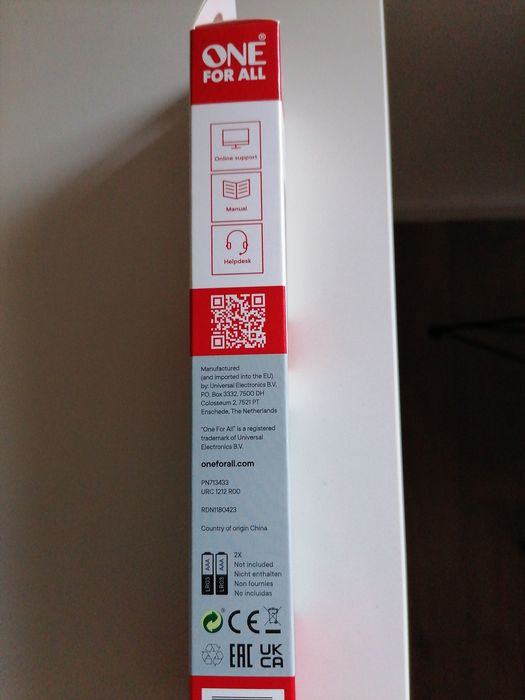 ONE®
FOR ALL
Online support
Manual
Helpdesk
Manufactured
(and imported into the EU)
by: Universal Electronics B.V.
P.O. Box 3332, 7500 DH
Colosseum 2, 7521 PT
Enschede, The Netherlands
"One For All" is a registered
trademark of Universal
Electronics B.V.
oneforall.com
PN713433
URC 1212 R00
RDN1180423
Country of origin China
LR03 AAA
LR03 AAA
2X
Not included
Nicht enthalten
Non fournies
No incluidas
CE
EAC
UK
CA